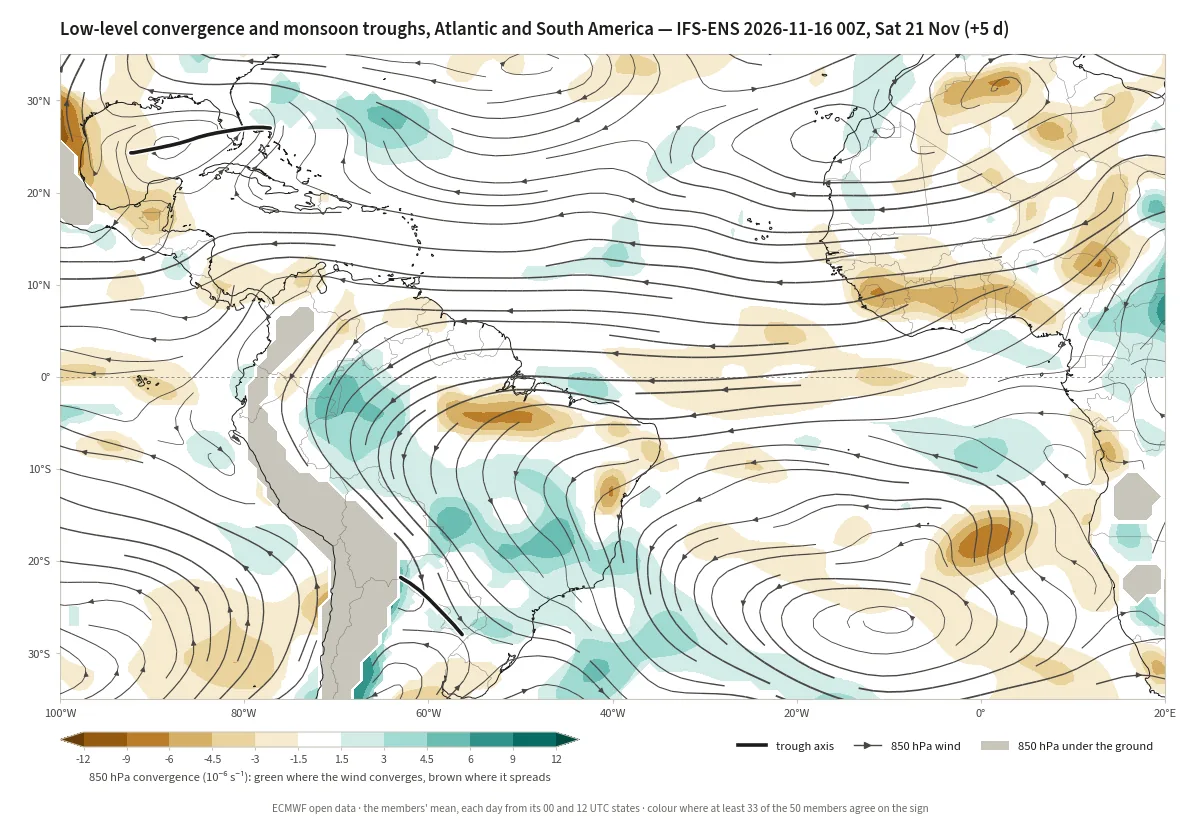 Low-level convergence and monsoon troughs, Atlantic and South America — IFS-ENS 2026-11-16 00Z, Sat 21 Nov (+5 d)
30°N
20°N
10°N
0°
10°S
20°S
30°S
100°W 80°W 60°W 40°W 20°W 0° 20°E
-12 -9 -6 -4.5 -3 -1.5 1.5 3 4.5 6 9 12
850 hPa convergence (10⁻⁶ s⁻¹): green where the wind converges, brown where it spreads
trough axis 850 hPa wind 850 hPa under the ground
ECMWF open data · the members' mean, each day from its 00 and 12 UTC states · colour where at least 33 of the 50 members agree on the sign